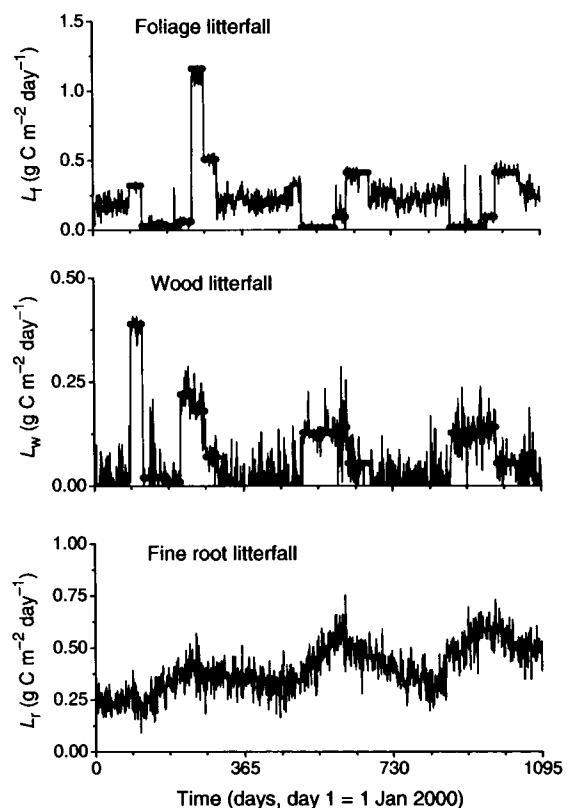 Foliage litterfall
1.5
1.0
0.5
0.0
L_f (g C m⁻² day⁻¹)
Wood litterfall
0.50
0.25
0.00
L_w (g C m⁻² day⁻¹)
Fine root litterfall
1.00
0.75
0.50
0.25
0.00
L_r (g C m⁻² day⁻¹)
0 365 730 1095
Time (days, day 1 = 1 Jan 2000)